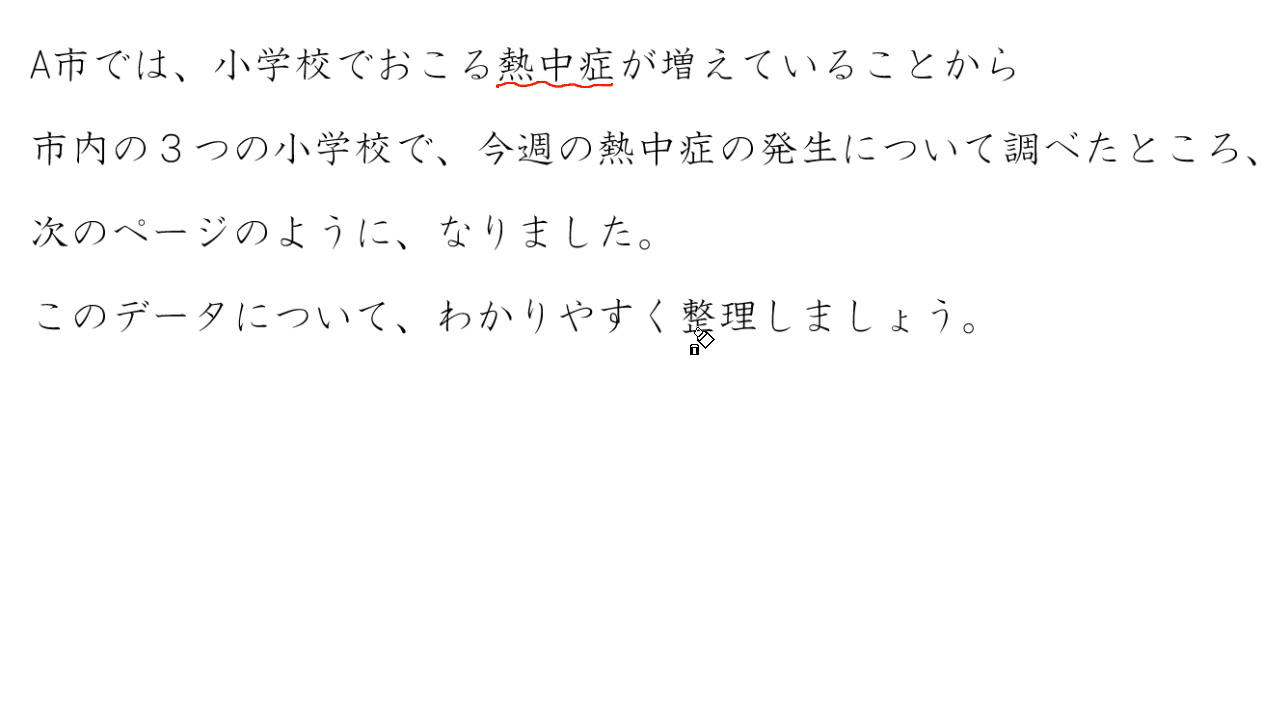 A市では、小学校でおこる熱中症が増えていることから
市内の３つの小学校で、今週の熱中症の発生について調べたところ、
次のページのように、なりました。
このデータについて、わかりやすく整理しましょう。